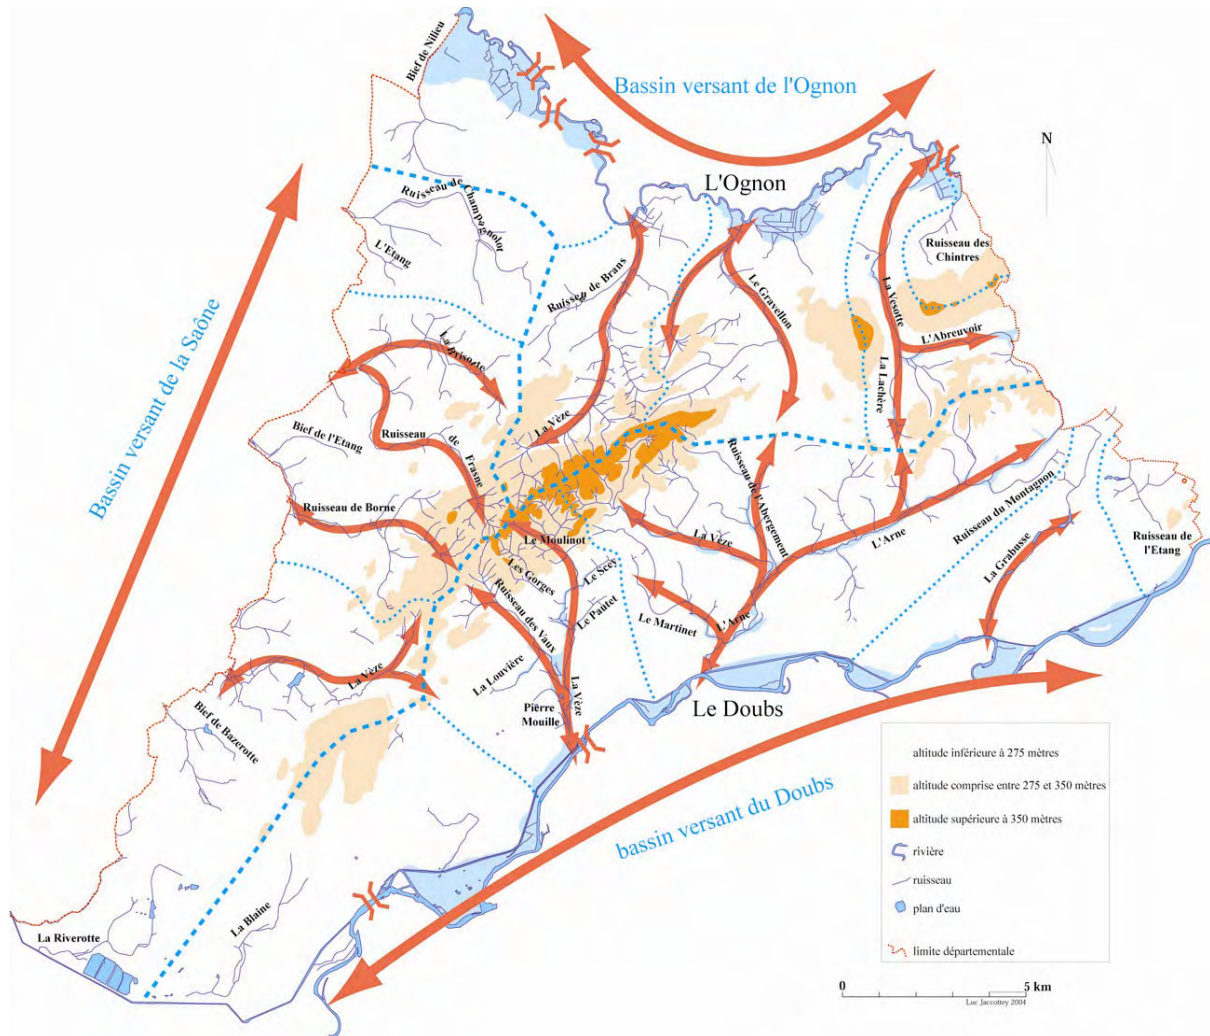 Bief de Nilieu
Bassin versant de l'Ognon
N
L'Ognon
Ruisseau de Champagnolot
L'Etang
Ruisseau des
Chintres
Ruisseau de Brans
Le Gravellon
La Vesotte
L'Abreuvoir
Bassin versant de la Saône
La Brisotte
La Lachère
La Vèze
Bief de l'Etang
Ruisseau de Frasne
Ruisseau de l'Abergement
Ruisseau du Montagnon
Ruisseau de Borne
Le Moulinot
La Vèze
L'Arne
La Grabusse
Ruisseau de
l'Etang
Les Gorges
Le Scey
Ruisseau des Vaux
Le Pautet
Le Martinet
L'Arne
La Vèze
La Louvière
La Vèze
Pierre
Mouille
Le Doubs
Bief de Bazerotte
bassin versant du Doubs
La Blaine
La Riverotte
altitude inférieure à 275 mètres
altitude comprise entre 275 et 350 mètres
altitude supérieure à 350 mètres
rivière
ruisseau
plan d'eau
limite départementale
0 5 km
Luc Jaccottey 2004